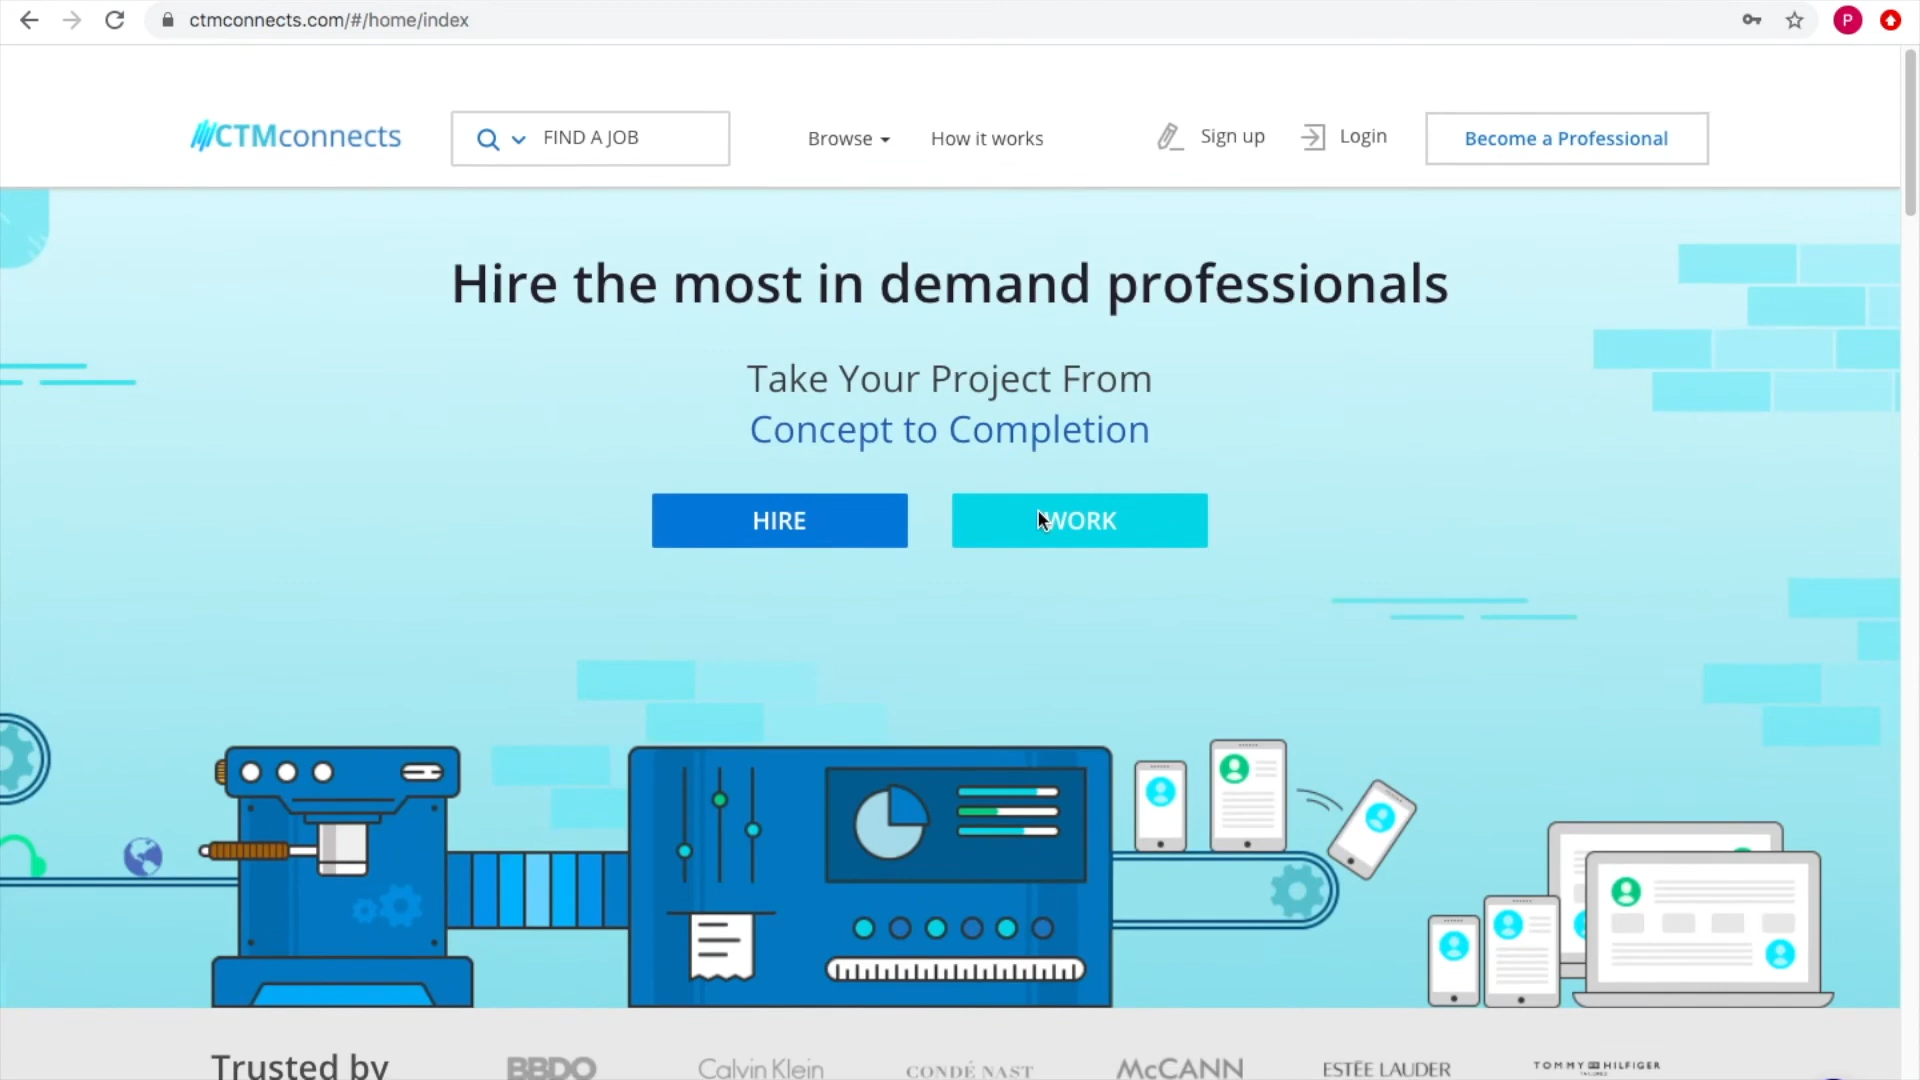 ctmconnects.com/#/home/index
P
CTMconnects
FIND A JOB
Browse
How it works
Sign up
Login
Become a Professional
Hire the most in demand professionals
Take Your Project From
Concept to Completion
HIRE
WORK
Trusted by
BBDO
Calvin Klein
CONDÉ NAST
McCANN
ESTĒE LAUDER
TOMMY HILFIGER